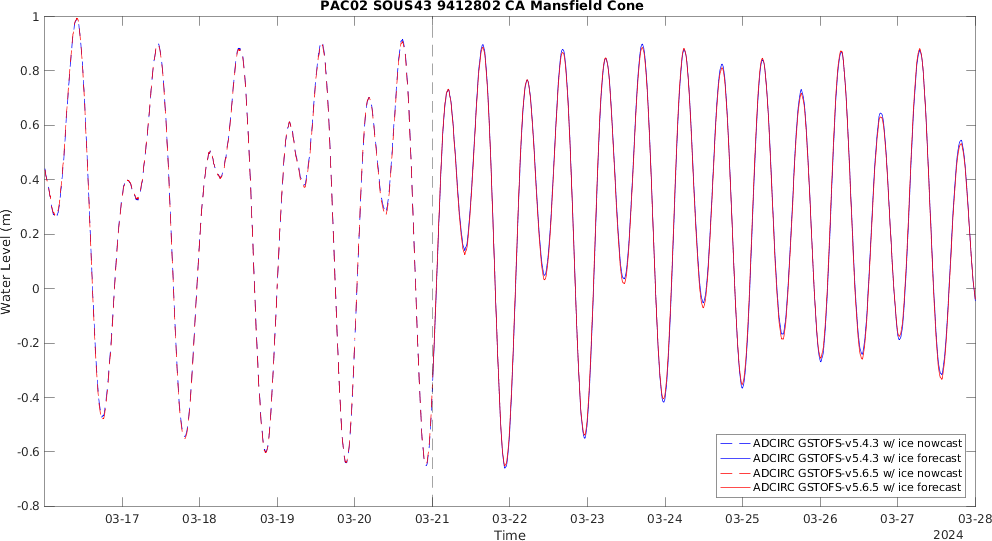 PAC02 SOUS43 9412802 CA Mansfield Cone
Water Level (m)
1
0.8
0.6
0.4
0.2
0
-0.2
-0.4
-0.6
-0.8
ADCIRC GSTOFS-v5.4.3 w/ ice nowcast
ADCIRC GSTOFS-v5.4.3 w/ ice forecast
ADCIRC GSTOFS-v5.6.5 w/ ice nowcast
ADCIRC GSTOFS-v5.6.5 w/ ice forecast
03-17 03-18 03-19 03-20 03-21 03-22 03-23 03-24 03-25 03-26 03-27 03-28
Time
2024